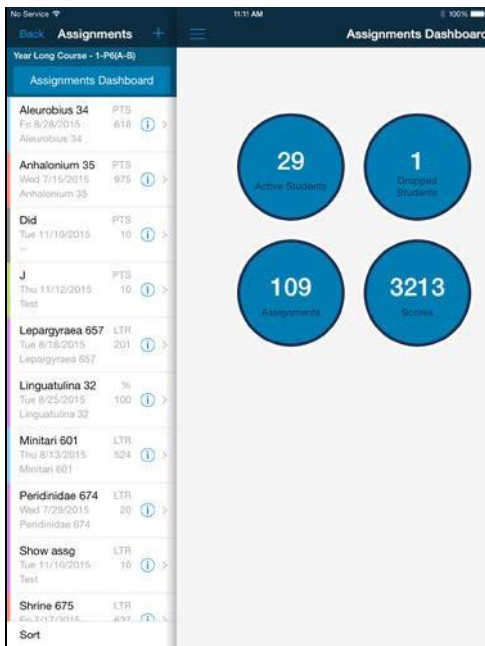 No Service
11:11 AM
100%
Back Assignments +
Assignments Dashboard
Year Long Course - 1-P6(A-B)
Assignments Dashboard
Aleurobius 34 PTS
Fri 8/28/2015 618
Aleurobius 34
Anhalonium 35 PTS
Wed 7/15/2015 975
Anhalonium 35
Did PTS
Tue 11/10/2015 10
--
J PTS
Thu 11/12/2015 10
Test
Lepargyraea 657 LTR
Tue 8/18/2015 201
Lepargyraea 657
Linguatulina 32 %
Tue 8/25/2015 100
Linguatulina 32
Minitari 601 LTR
Thu 8/13/2015 524
Minitari 601
Peridinidae 674 LTR
Wed 7/29/2015 20
Peridinidae 674
Show assg LTR
Tue 11/10/2015 10
Test
Shrine 675 LTR
Fri 7/17/2015 637
Sort
29
Active Students
1
Dropped
Students
109
Assignments
3213
Scores